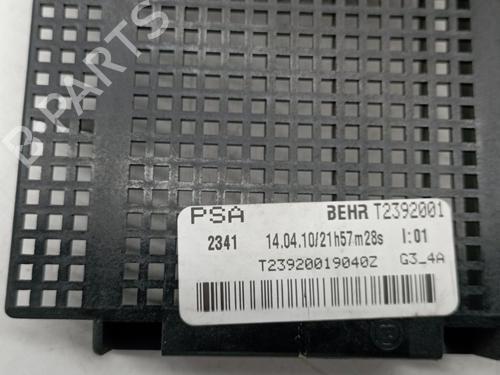 B-PARTS
PSA BEHR T2392001
2341 14.04.10/21h57m28s I:01
T23920019040Z G3_4A